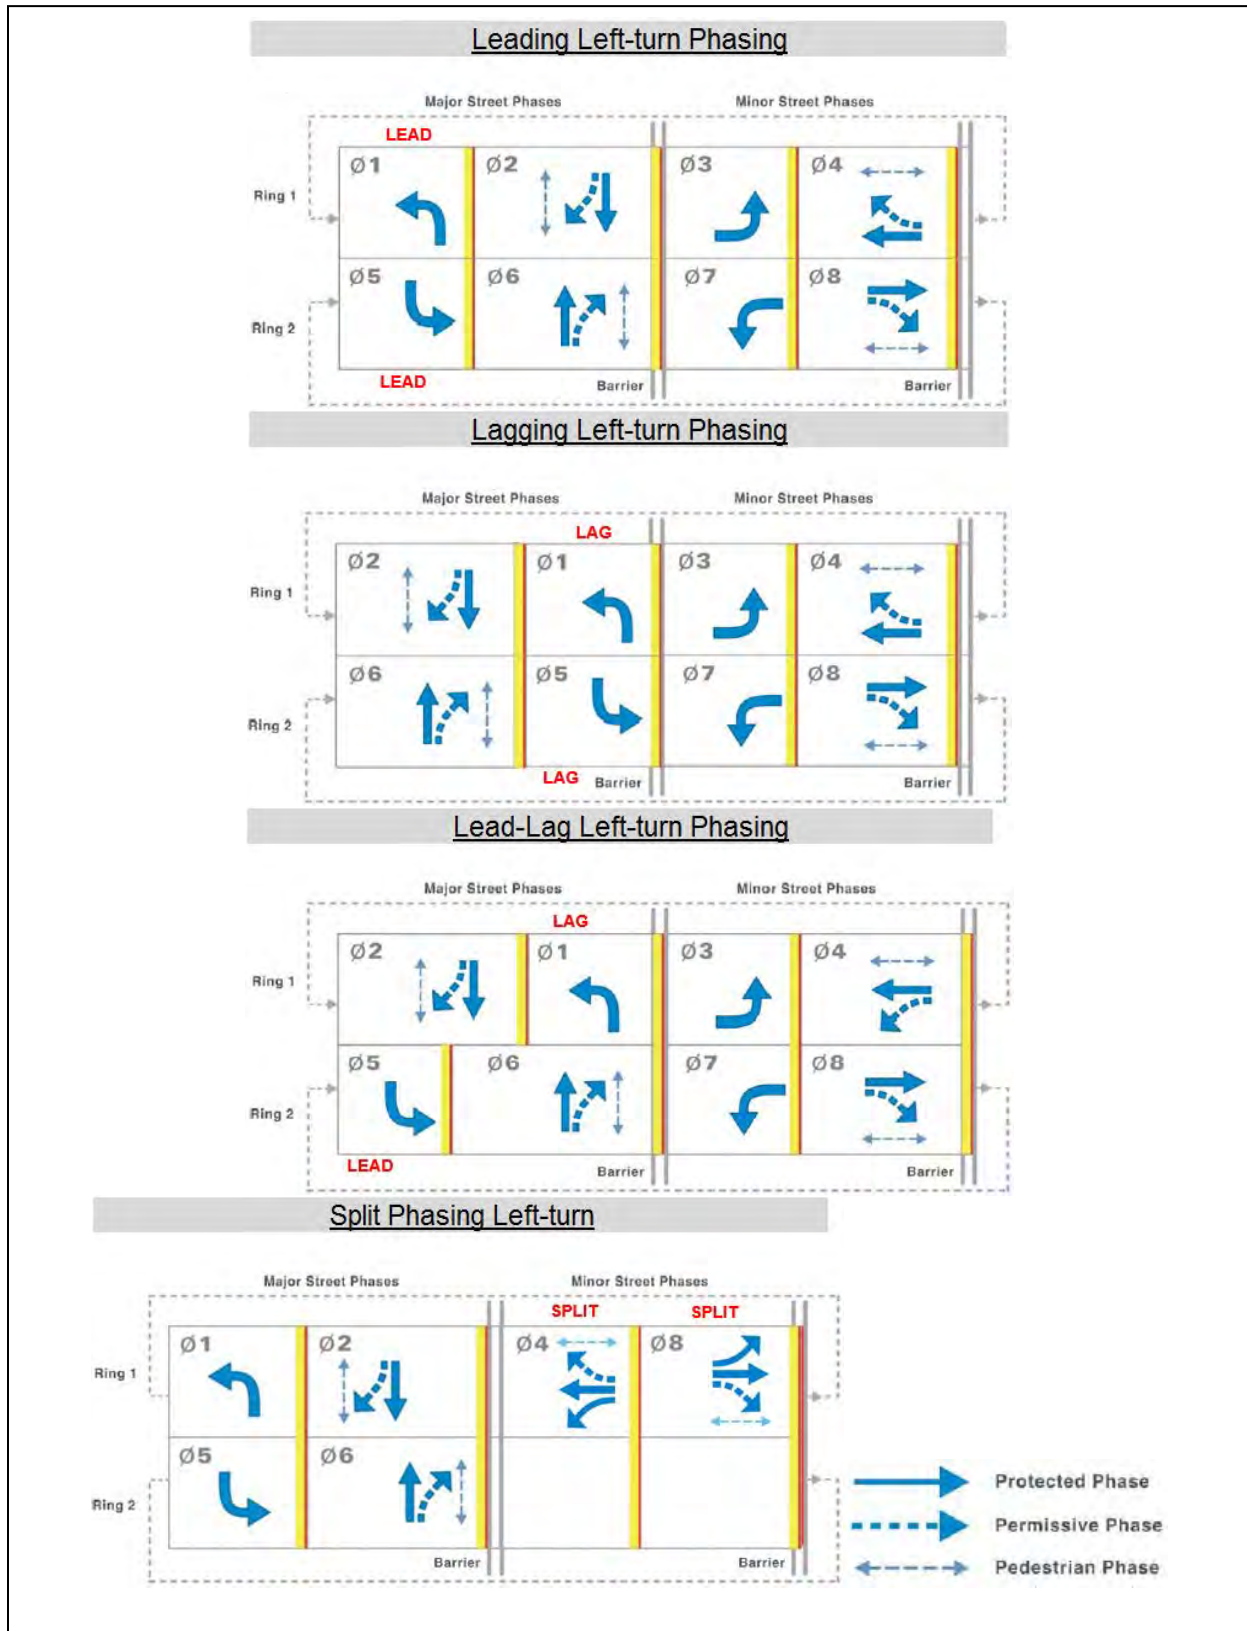 Leading Left-turn Phasing
Major Street Phases Minor Street Phases
LEAD
Ø1 Ø2 Ø3 Ø4
Ring 1
Ø5 Ø6 Ø7 Ø8
Ring 2
LEAD Barrier Barrier
Lagging Left-turn Phasing
Major Street Phases Minor Street Phases
LAG
Ø2 Ø1 Ø3 Ø4
Ring 1
Ø6 Ø5 Ø7 Ø8
Ring 2
LAG Barrier Barrier
Lead-Lag Left-turn Phasing
Major Street Phases Minor Street Phases
LAG
Ø2 Ø1 Ø3 Ø4
Ring 1
Ø5 Ø6 Ø7 Ø8
Ring 2
LEAD Barrier Barrier
Split Phasing Left-turn
Major Street Phases Minor Street Phases
SPLIT SPLIT
Ø1 Ø2 Ø4 Ø8
Ring 1
Ø5 Ø6
Ring 2
Barrier Barrier
Protected Phase
Permissive Phase
Pedestrian Phase